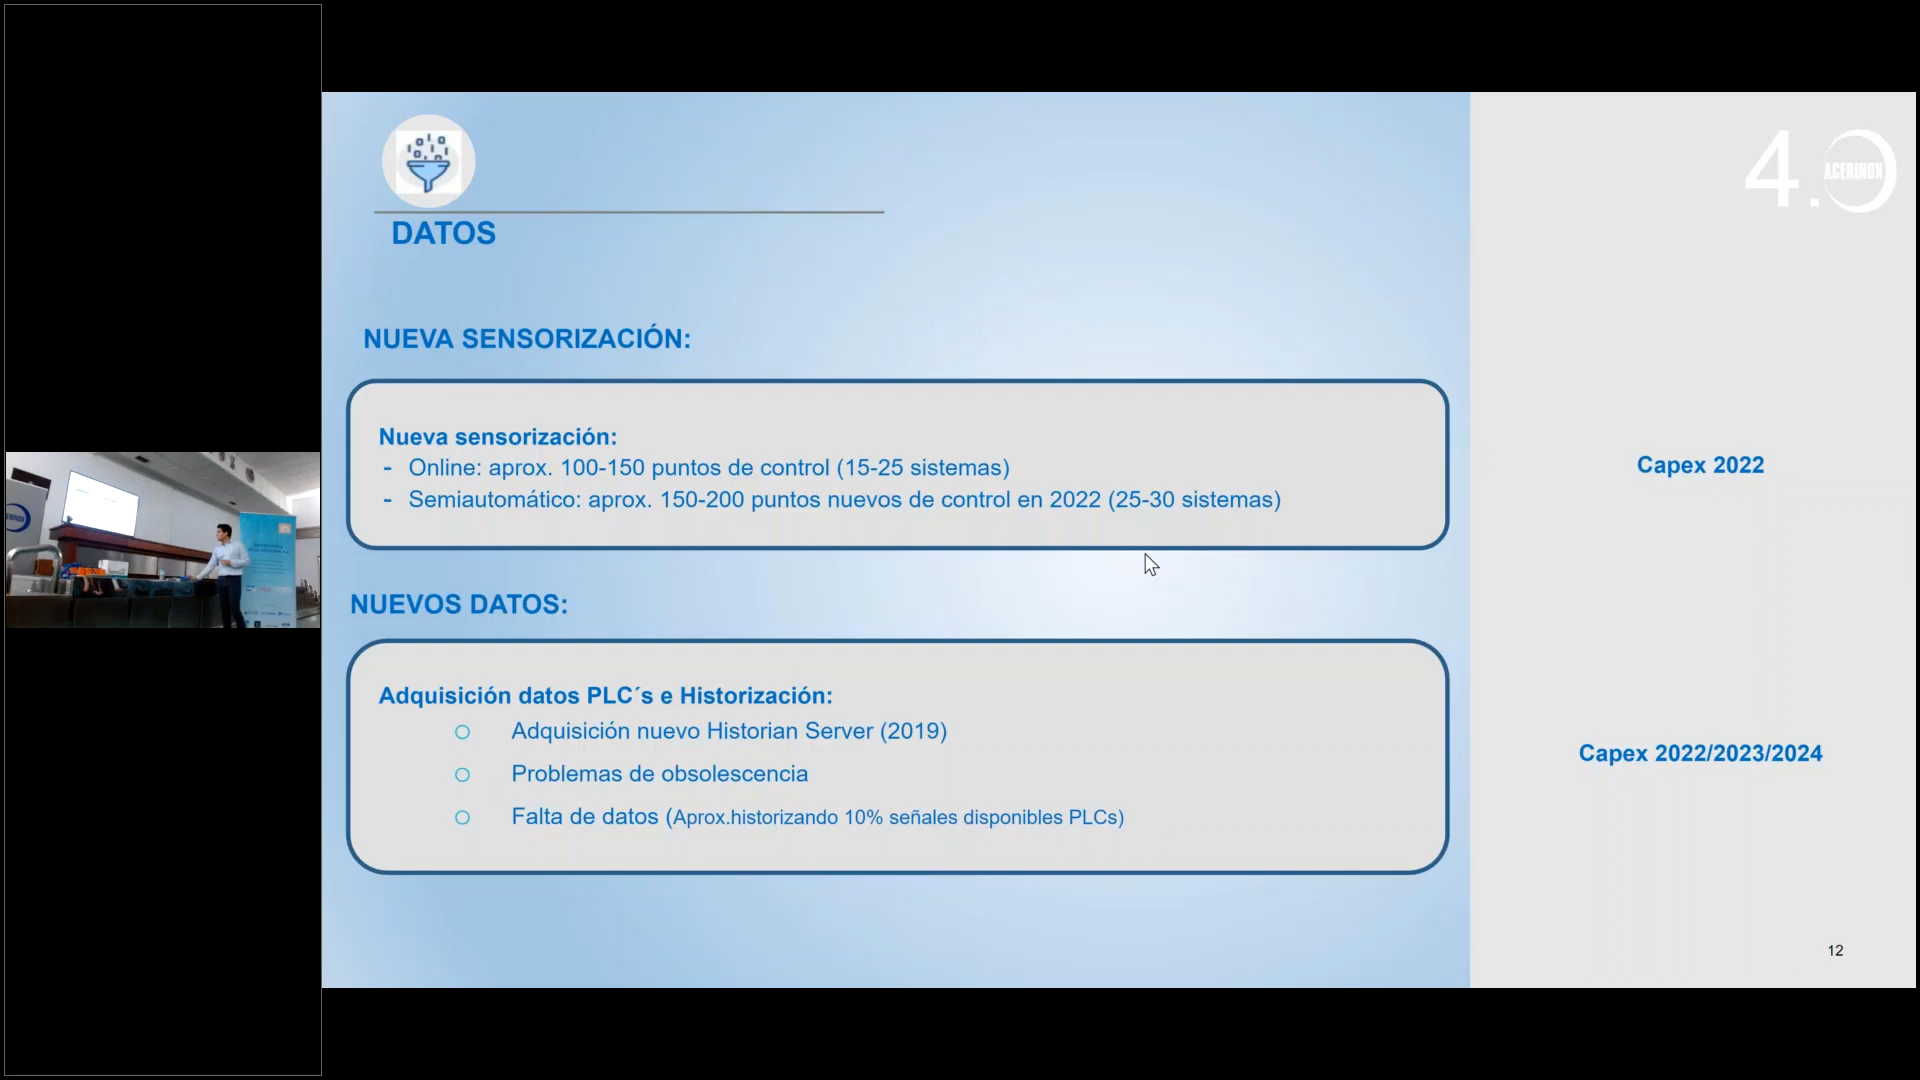 4.0
ACERINOX
DATOS
NUEVA SENSORIZACIÓN:
Nueva sensorización:
- Online: aprox. 100-150 puntos de control (15-25 sistemas)
- Semiautomático: aprox. 150-200 puntos nuevos de control en 2022 (25-30 sistemas)
Capex 2022
NUEVOS DATOS:
Adquisición datos PLC´s e Historización:
Adquisición nuevo Historian Server (2019)
Problemas de obsolescencia
Falta de datos (Aprox.historizando 10% señales disponibles PLCs)
Capex 2022/2023/2024
12